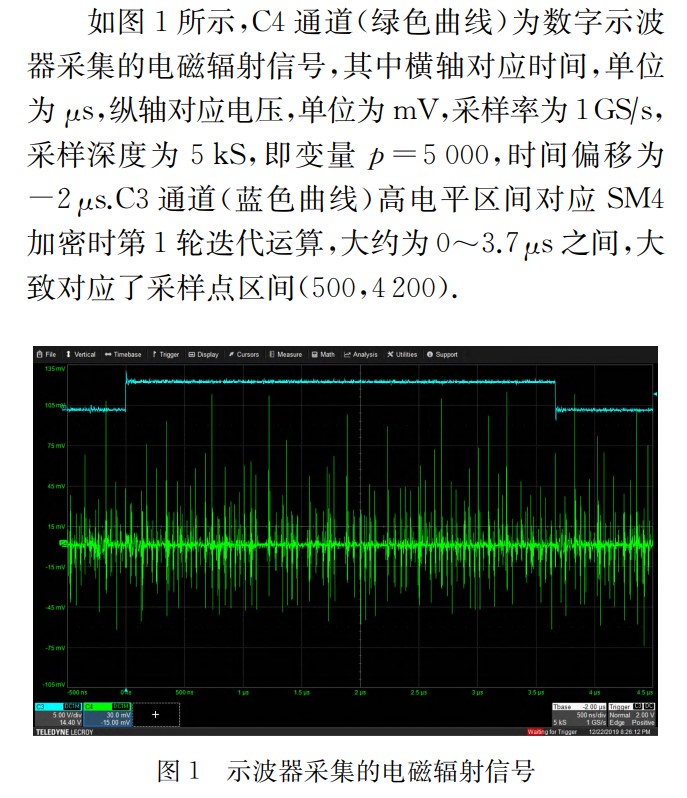 如图 1 所示,C4 通道(绿色曲线)为数字示波
器采集的电磁辐射信号,其中横轴对应时间,单位
为 μs,纵轴对应电压,单位为 mV,采样率为 1GS/s,
采样深度为 5 kS,即变量 p＝5 000,时间偏移为
－2 μs.C3 通道(蓝色曲线)高电平区间对应 SM4
加密时第 1 轮迭代运算,大约为 0～3.7 μs 之间,大
致对应了采样点区间(500,4 200).
File Vertical Timebase Trigger Display Cursors Measure Math Analysis Utilities Support
135 mV
105 mV
75 mV
45 mV
15 mV
-15 mV
-45 mV
-75 mV
-105 mV
-500 ns 0 ns 500 ns 1 μs 1.5 μs 2 μs 2.5 μs 3 μs 3.5 μs 4 μs 4.5 μs
C3 DC1M C4 DC1M Tbase -2.00 μs Trigger C3 DC
5.00 V/div 30.0 mV + 500 ns/div Normal 2.00 V
14.40 V -15.00 mV 5 kS 1 GS/s Edge Positive
TELEDYNE LECROY Waiting for Trigger 12/22/2019 8:26:12 PM
图 1 示波器采集的电磁辐射信号